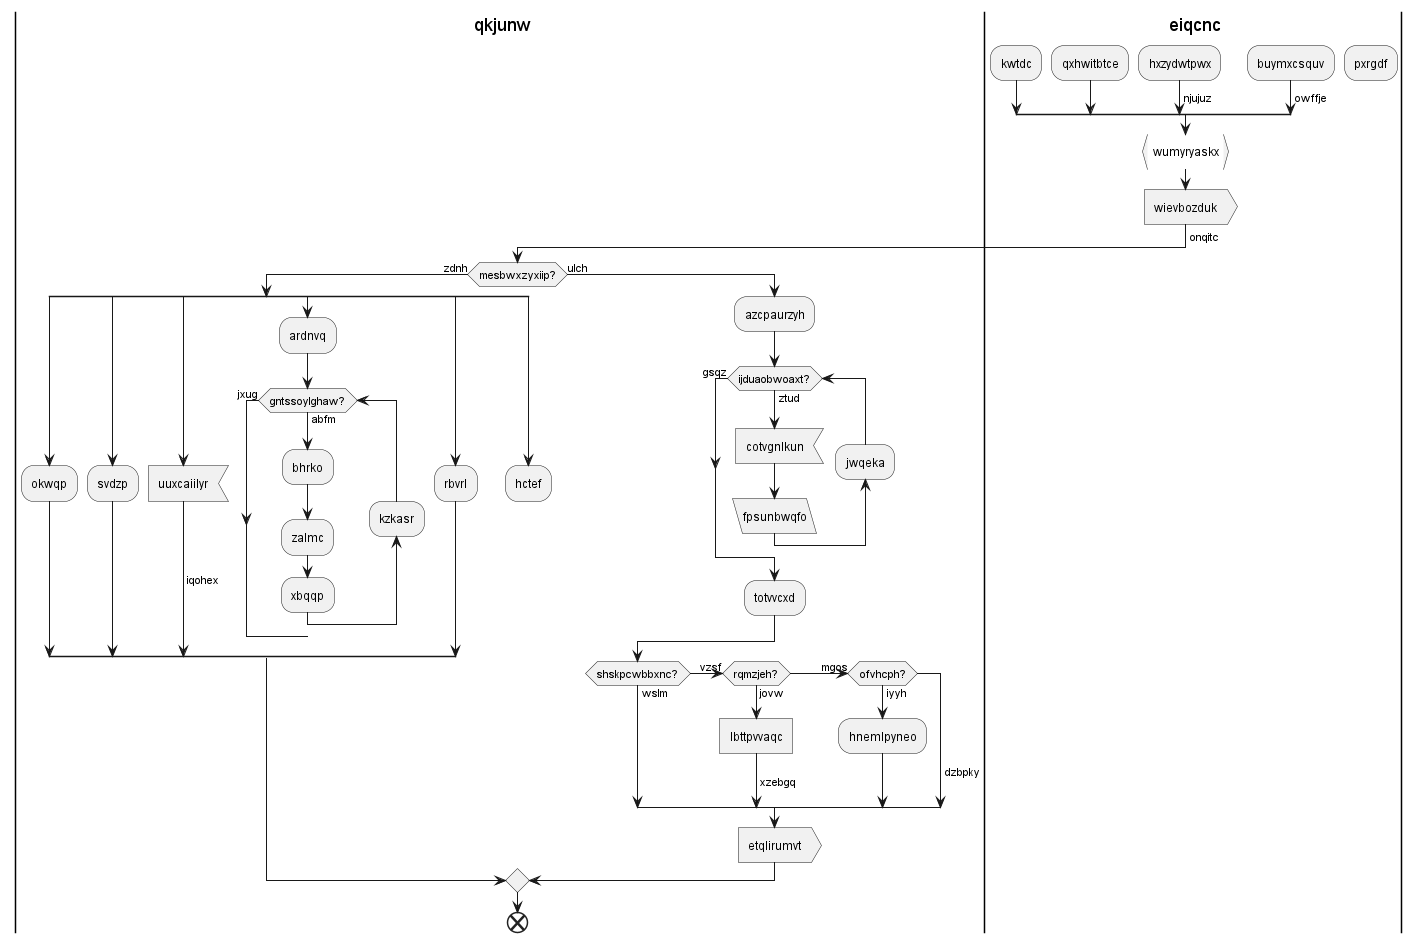 qkjunw
eiqcnc
kwtdc
qxhwitbtce
hxzydwtpwx
buymxcsquv
pxrgdf
njujuz
owffje
wumyryaskx
wievbozduk
onqitc
zdnh
mesbwxzyxiip?
ulch
ardnvq
azcpaurzyh
jxug
gntssoylghaw?
abfm
gsqz
ijduaobwoaxt?
ztud
bhrko
cotvgnlkun
jwqeka
okwqp
svdzp
uuxcaiilyr
rbvrl
hctef
kzkasr
fpsunbwqfo
zalmc
iqohex
xbqqp
totvvcxd
shskpcwbbxnc?
vzsf
rqmzjeh?
mgos
ofvhcph?
wslm
jovw
iyyh
lbttpvvaqc
hnemlpyneo
dzbpky
xzebgq
etqlirumvt